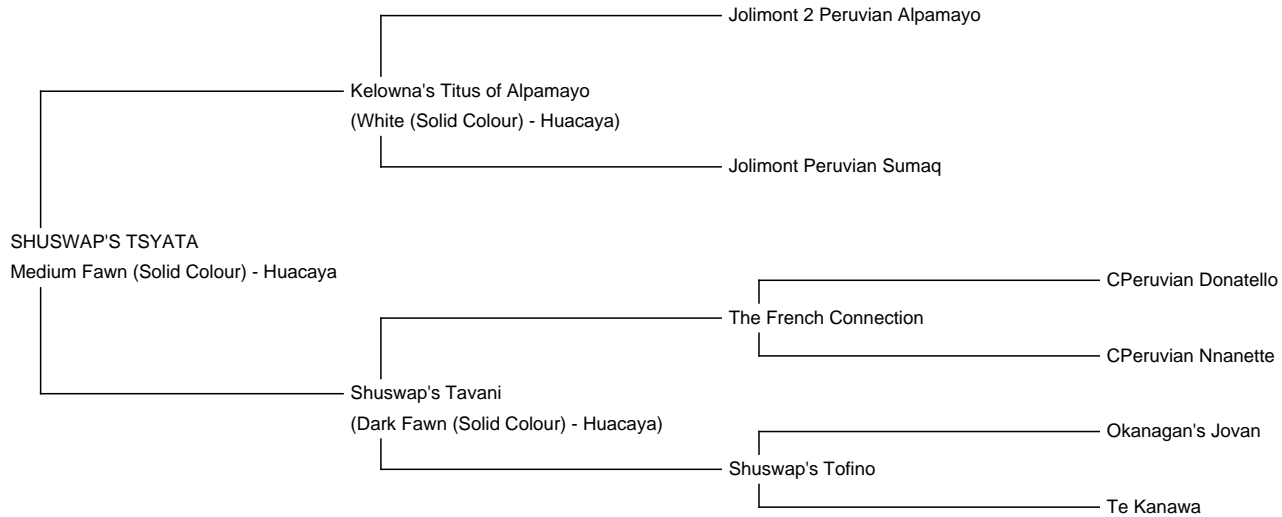 Jolimont 2 Peruvian Alpamayo
Kelowna's Titus of Alpamayo
(White (Solid Colour) - Huacaya)
Jolimont Peruvian Sumaq
SHUSWAP'S TSYATA
Medium Fawn (Solid Colour) - Huacaya
CPeruvian Donatello
The French Connection
CPeruvian Nnanette
Shuswap's Tavani
(Dark Fawn (Solid Colour) - Huacaya)
Okanagan's Jovan
Shuswap's Tofino
Te Kanawa